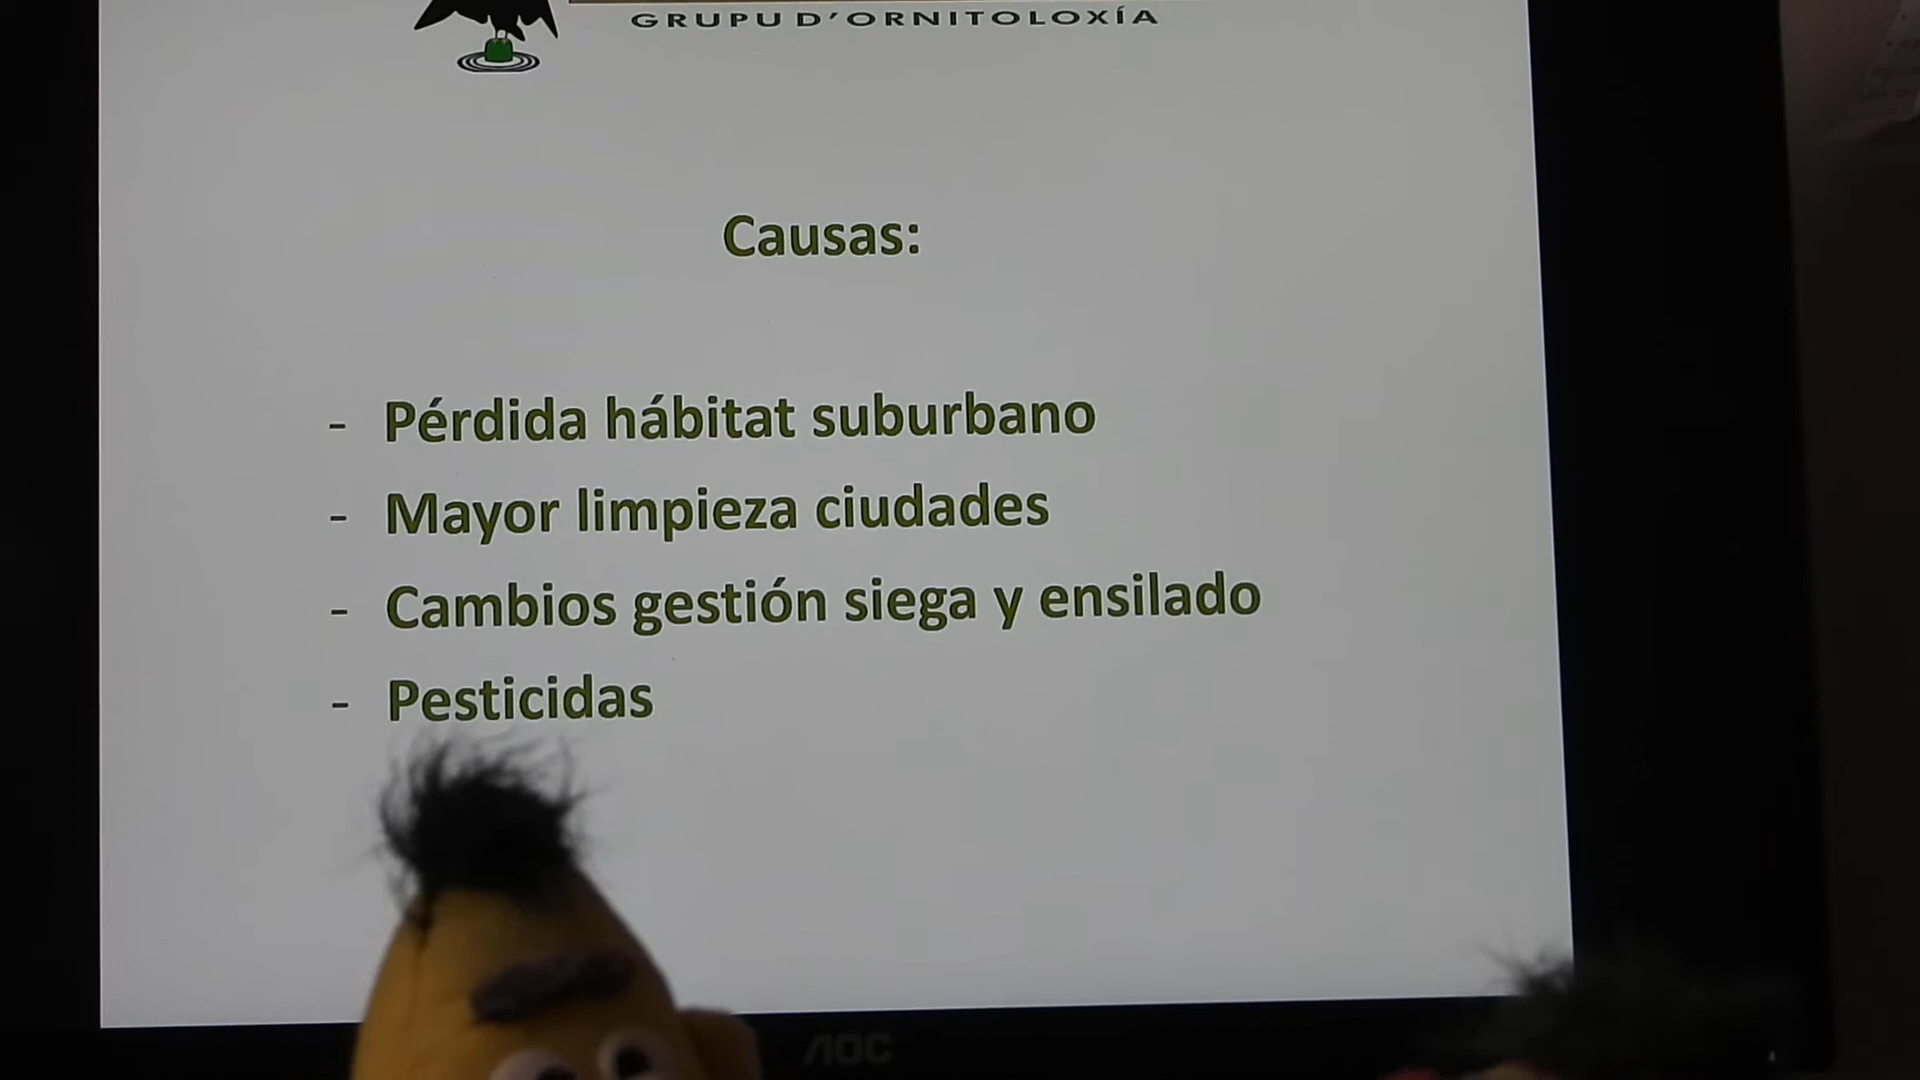 GRUPU D'ORNITOLOXÍA
Causas:
- Pérdida hábitat suburbano
- Mayor limpieza ciudades
- Cambios gestión siega y ensilado
- Pesticidas
AOC